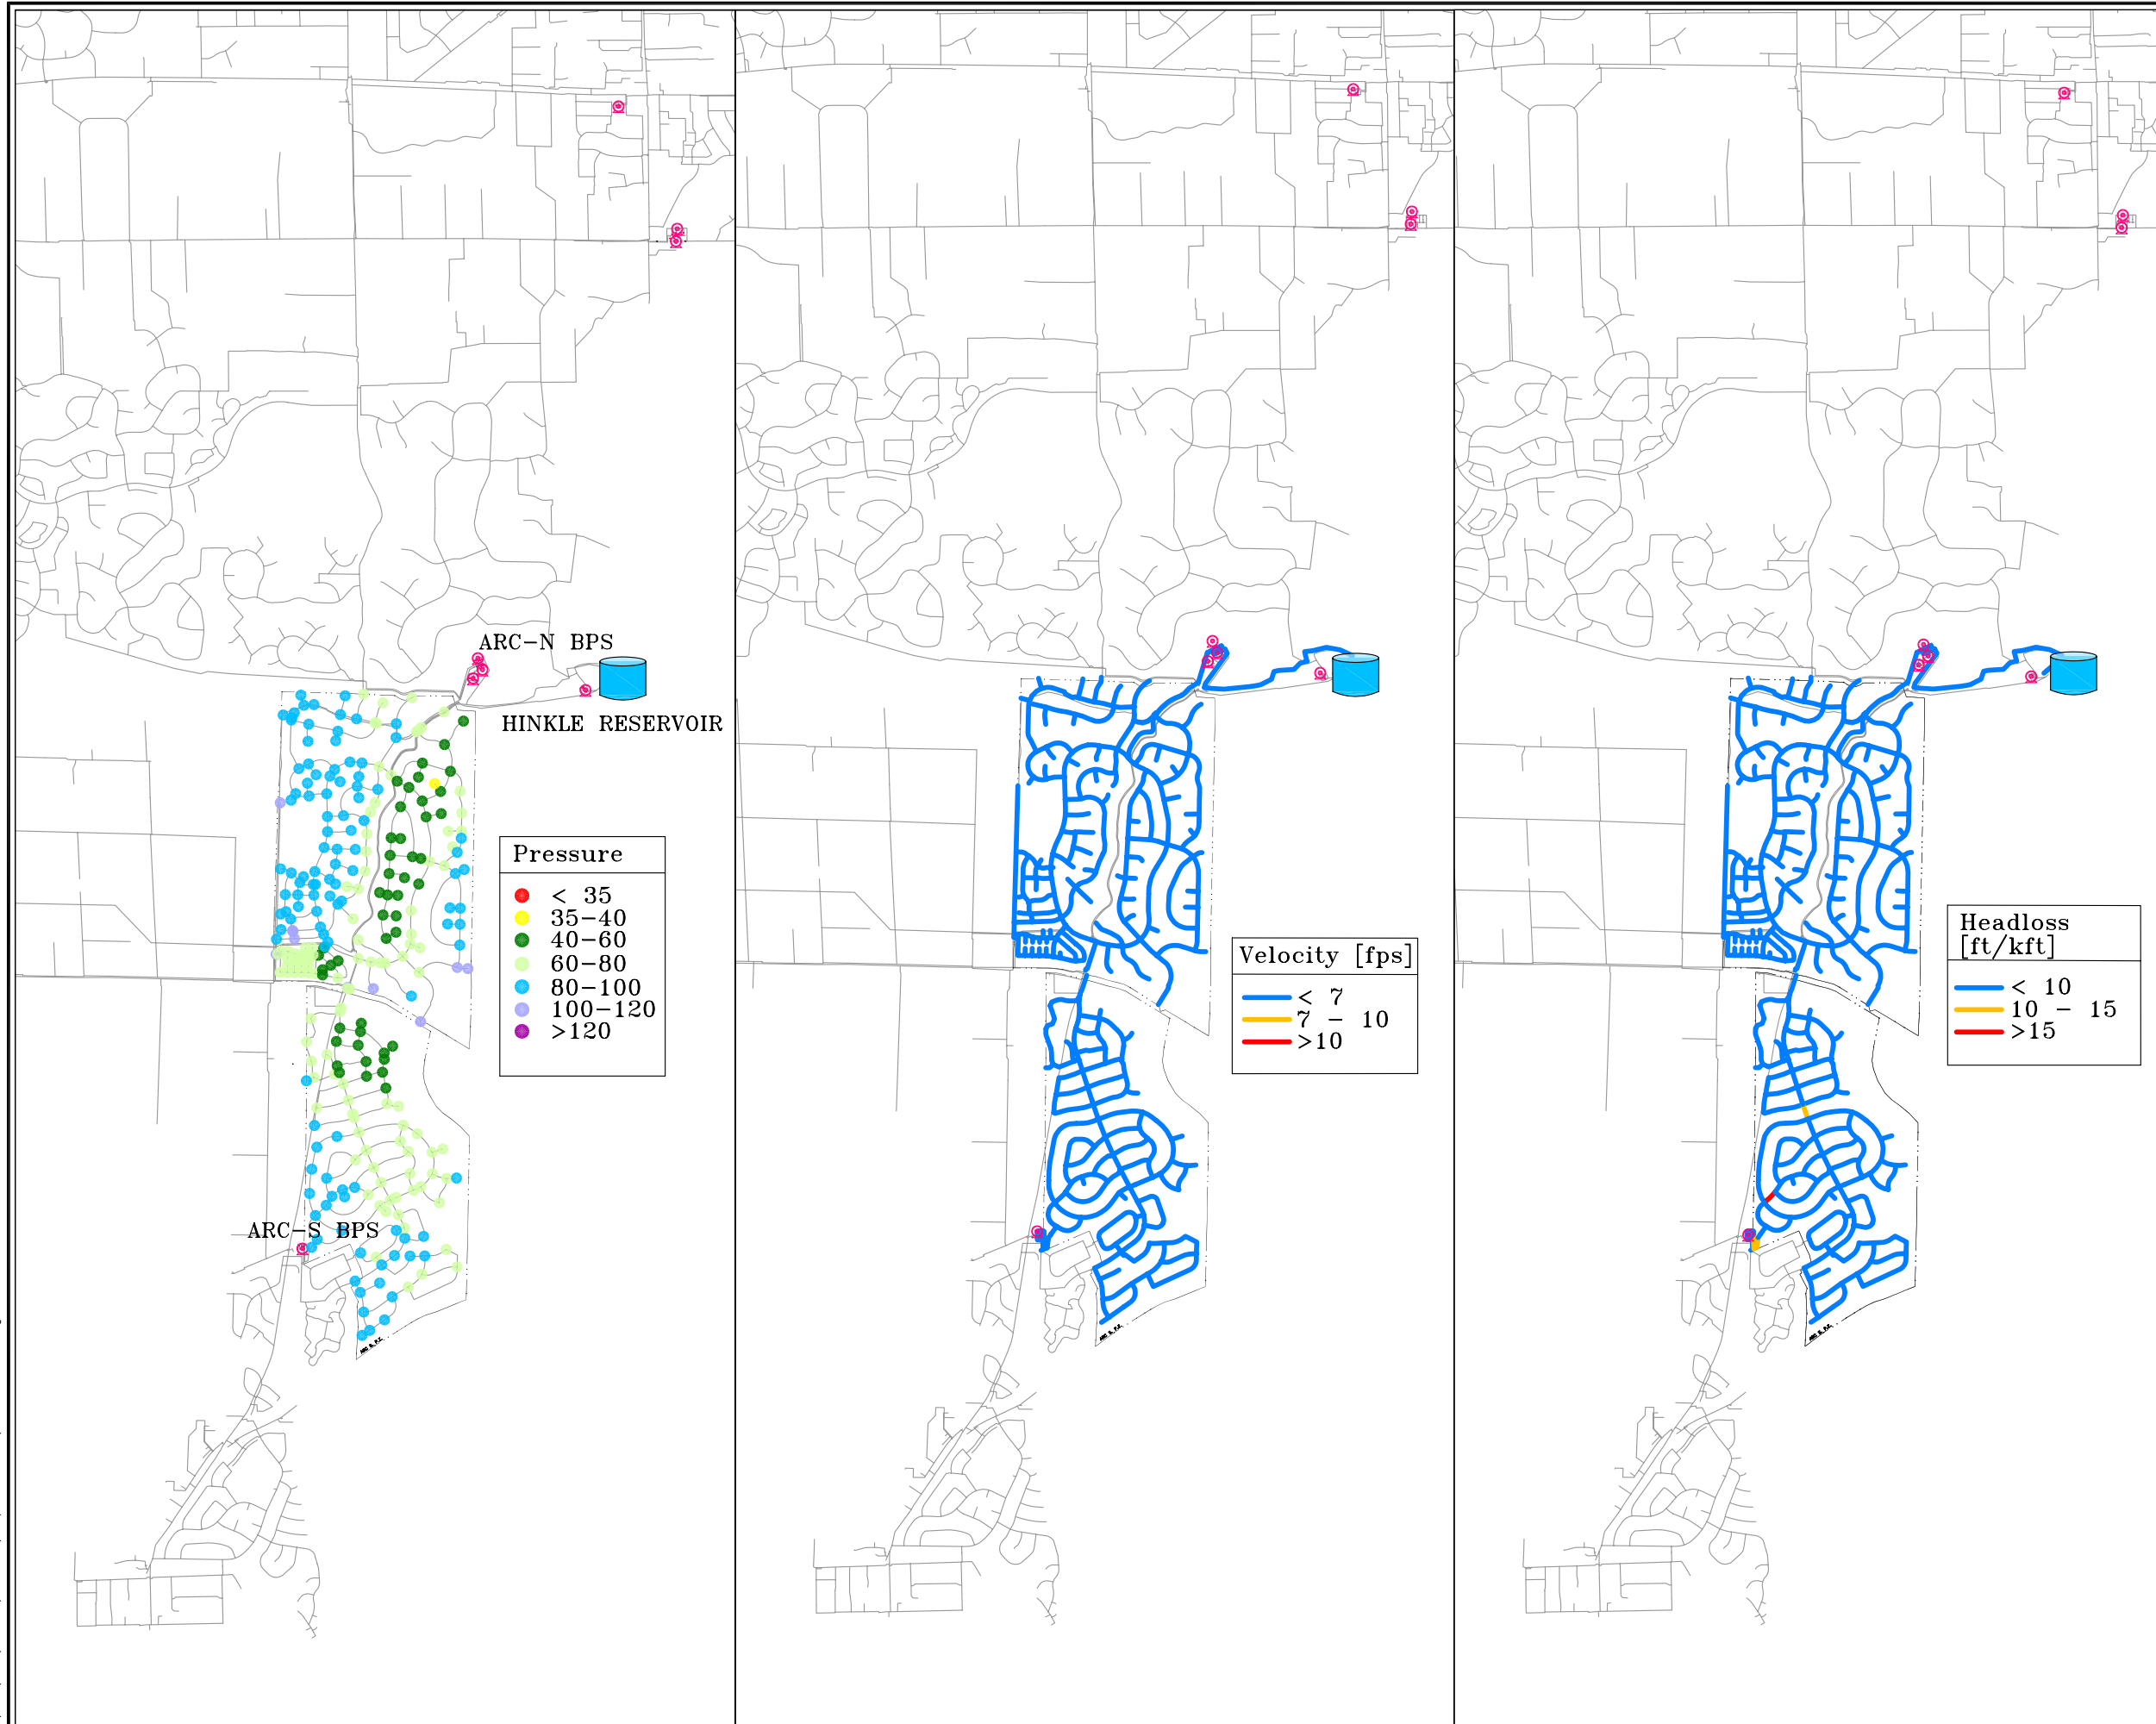 ARC-N BPS
HINKLE RESERVOIR
Pressure
< 35
35-40
40-60
60-80
80-100
100-120
>120
ARC-S BPS
Velocity [fps]
< 7
7 - 10
>10
Headloss
[ft/kft]
< 10
10 - 15
>15